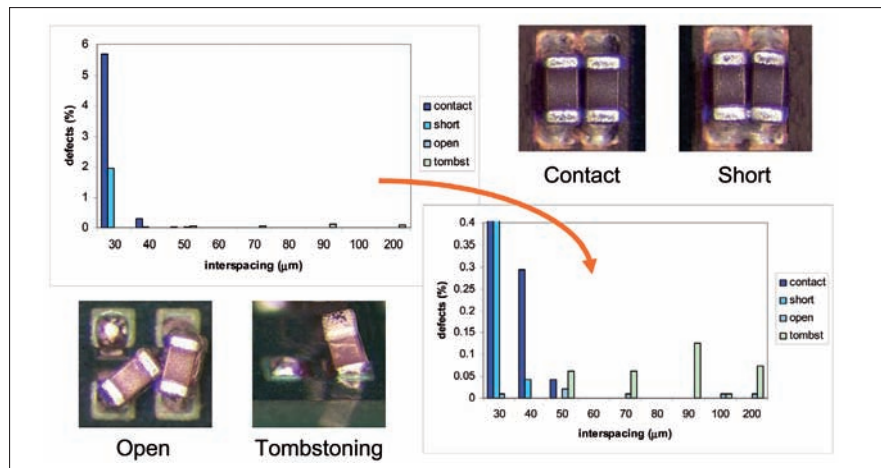 6
5
4
3
2
1
0
defects (%)
30 40 50 60 70 80 90 100 200
interspacing (μm)
contact
short
open
tombst
Contact
Short
0.4
0.35
0.3
0.25
0.2
0.15
0.1
0.05
0
defects (%)
30 40 50 60 70 80 90 100 200
interspacing (μm)
contact
short
open
tombst
Open
Tombstoning